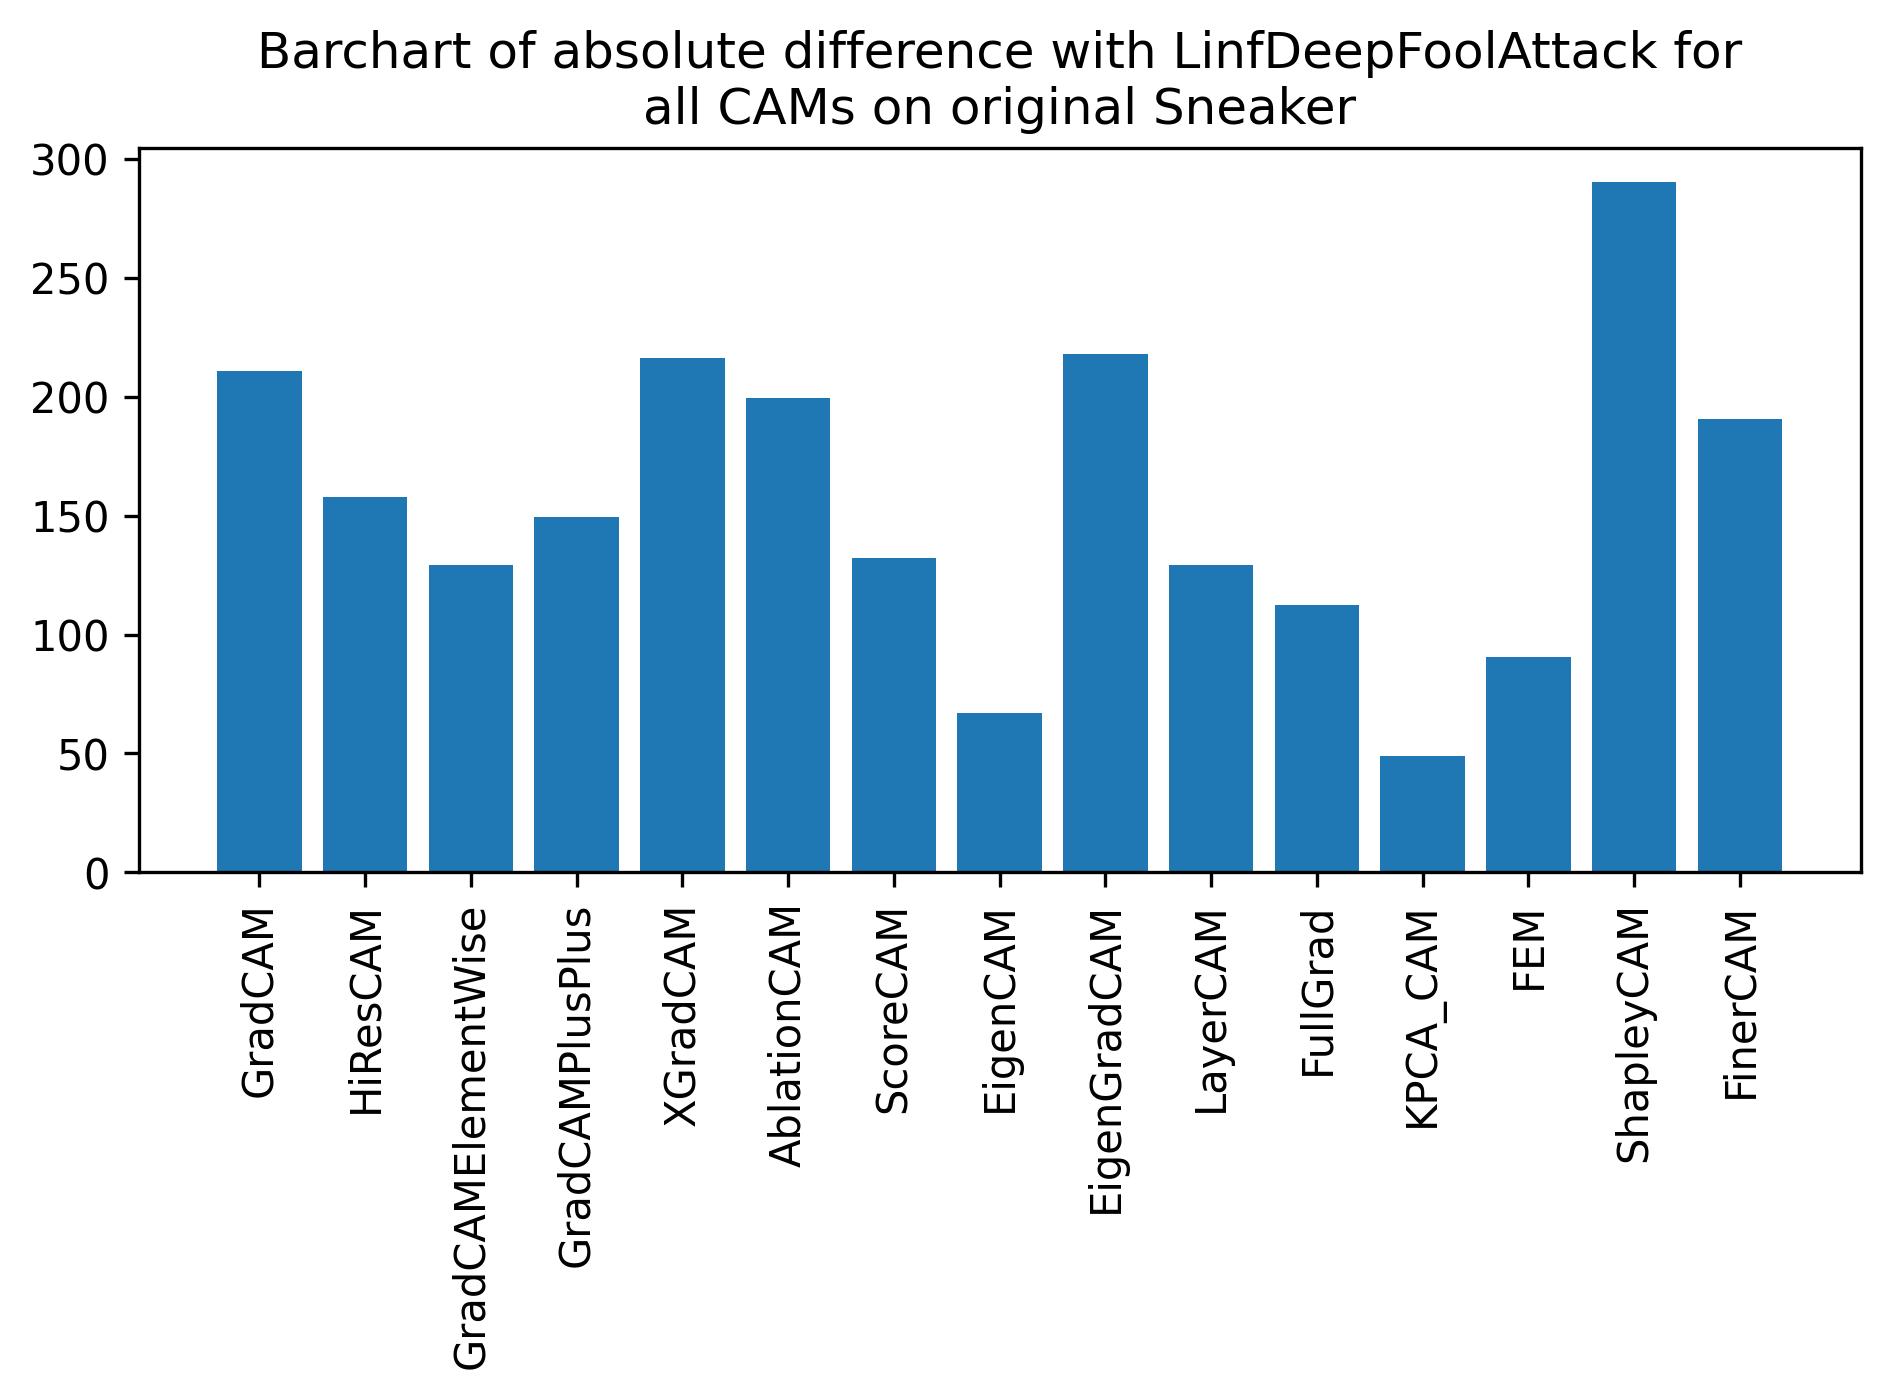 Barchart of absolute difference with LinfDeepFoolAttack for
all CAMs on original Sneaker
300
250
200
150
100
50
0
GradCAM
HiResCAM
GradCAMElementWise
GradCAMPlusPlus
XGradCAM
AblationCAM
ScoreCAM
EigenCAM
EigenGradCAM
LayerCAM
FullGrad
KPCA_CAM
FEM
ShapleyCAM
FinerCAM